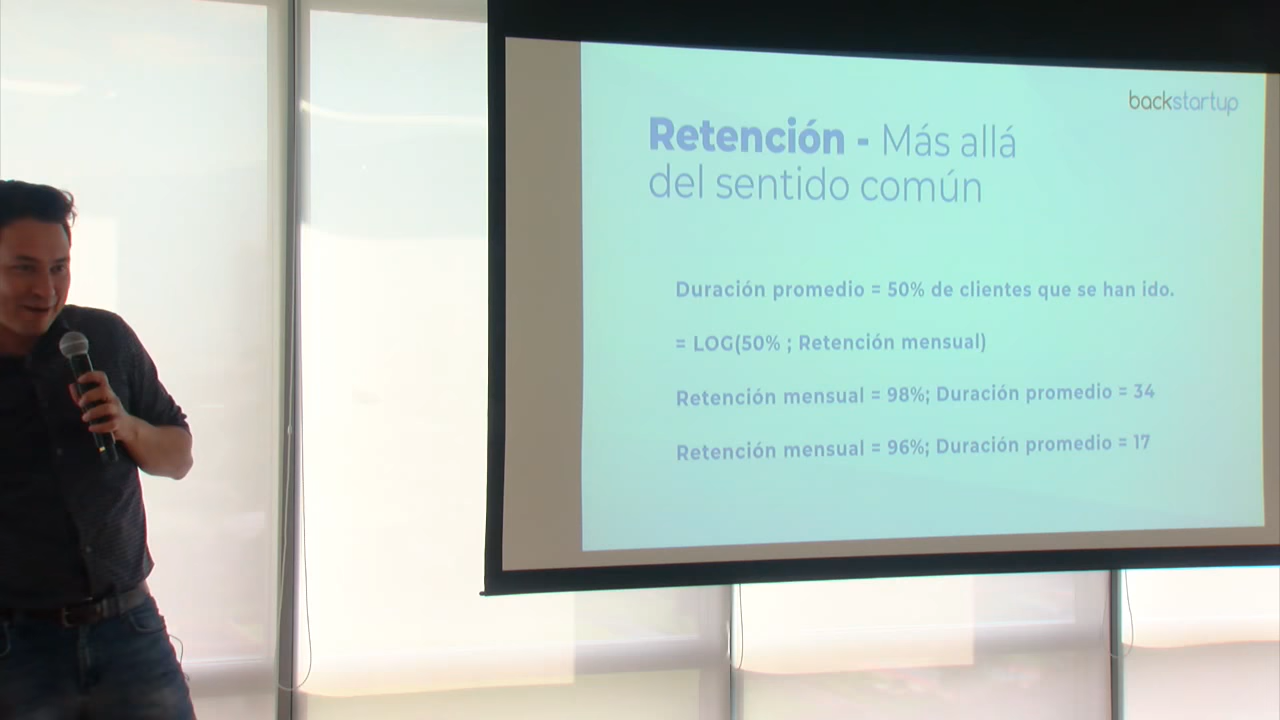 backstartup
Retención - Más allá
del sentido común
Duración promedio = 50% de clientes que se han ido.
= LOG(50% ; Retención mensual)
Retención mensual = 98%; Duración promedio = 34
Retención mensual = 96%; Duración promedio = 17